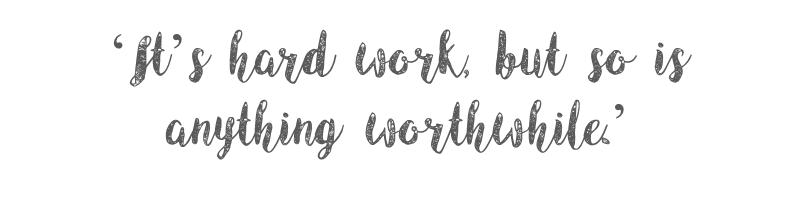 ‘It’s hard work, but so is
anything worthwhile.’